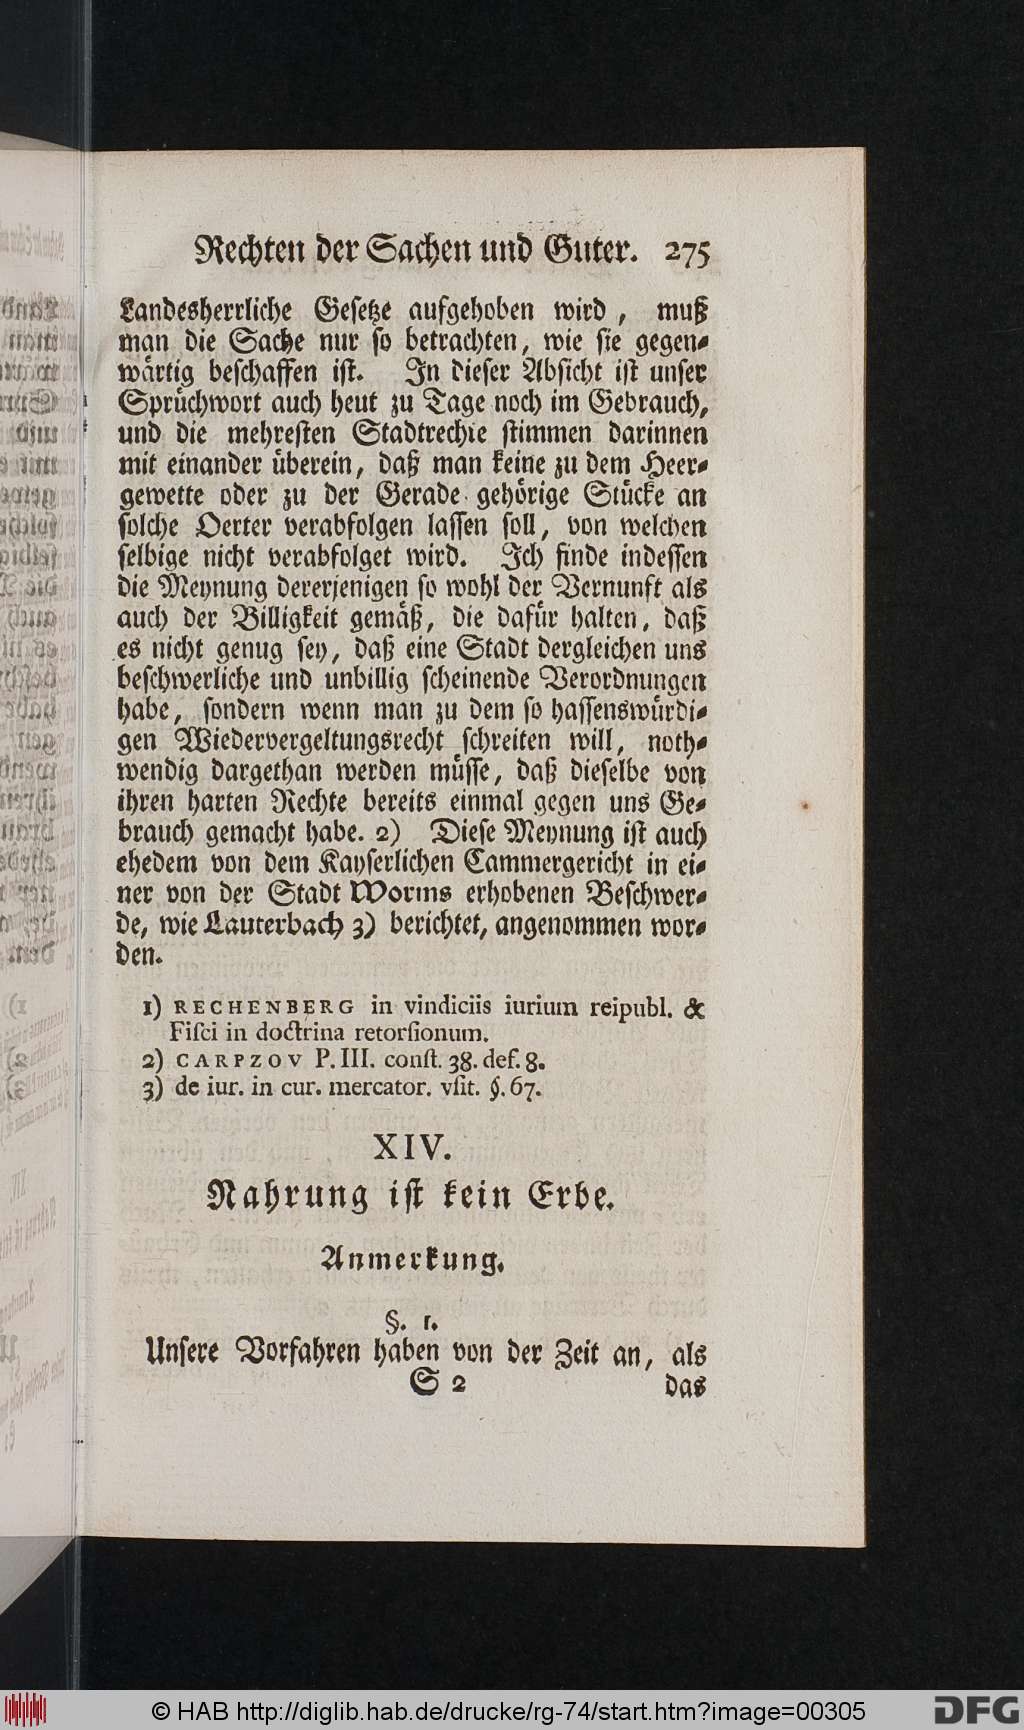 Rechten der Sachen und Guter. 275
Landesherrliche Gesetze aufgehoben wird, muß
man die Sache nur so betrachten, wie sie gegen-
wärtig beschaffen ist. In dieser Absicht ist unser
Sprüchwort auch heut zu Tage noch im Gebrauch,
und die mehresten Stadtrechte stimmen darinnen
mit einander überein, daß man keine zu dem Heer-
gewette oder zu der Gerade gehörige Stücke an
solche Oerter verabfolgen lassen soll, von welchen
selbige nicht verabfolget wird. Ich finde indessen
die Meynung dererjenigen so wohl der Vernunft als
auch der Billigkeit gemäß, die dafür halten, daß
es nicht genug sey, daß eine Stadt dergleichen uns
beschwerliche und unbillig scheinende Verordnungen
habe, sondern wenn man zu dem so hassenswürdi-
gen Wiedervergeltungsrecht schreiten will, noth-
wendig dargethan werden müsse, daß dieselbe von
ihren harten Rechte bereits einmal gegen uns Ge-
brauch gemacht habe. 2) Diese Meynung ist auch
ehedem von dem Kayserlichen Cammergericht in ei-
ner von der Stadt Worms erhobenen Beschwer-
de, wie Lauterbach 3) berichtet, angenommen wor-
den.
1) RECHENBERG in vindiciis iurium reipubl. &
Fisci in doctrina retorsionum.
2) CARPZOV P. III. const. 38. def. 8.
3) de iur. in cur. mercator. vsit. §. 67.
XIV.
Nahrung ist kein Erbe.
Anmerkung.
§. 1.
Unsere Vorfahren haben von der Zeit an, als
S 2 das
© HAB http://diglib.hab.de/drucke/rg-74/start.htm?image=00305
DFG